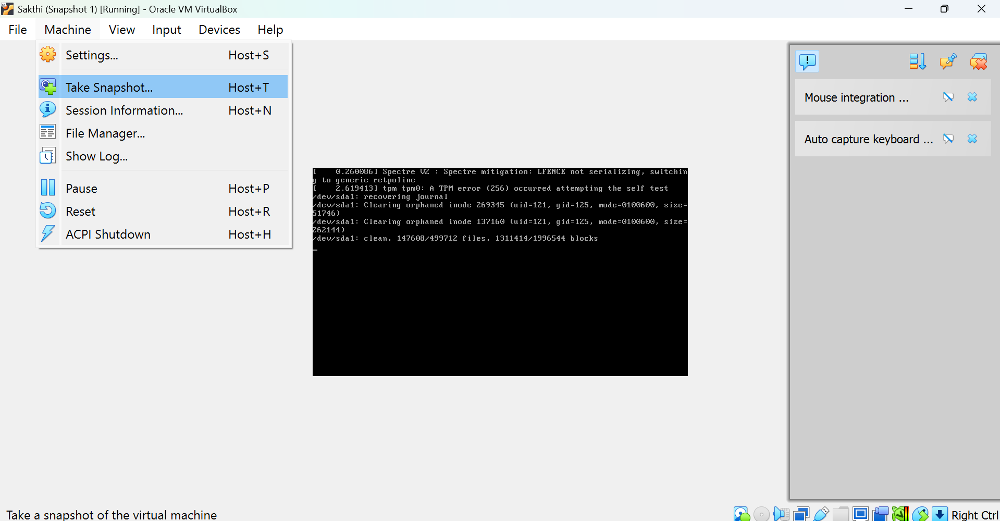 Sakthi (Snapshot 1) [Running] - Oracle VM VirtualBox
File Machine View Input Devices Help
Settings... Host+S
Take Snapshot... Host+T
Session Information... Host+N
File Manager...
Show Log...
Pause Host+P
Reset Host+R
ACPI Shutdown Host+H
[    0.260086] Spectre V2 : Spectre mitigation: LFENCE not serializing, switchin
g to generic retpoline
[    2.619413] tpm tpm0: A TPM error (256) occurred attempting the self test
/dev/sda1: recovering journal
/dev/sda1: Clearing orphaned inode 269345 (uid=121, gid=125, mode=0100600, size=
51746)
/dev/sda1: Clearing orphaned inode 137160 (uid=121, gid=125, mode=0100600, size=
262144)
/dev/sda1: clean, 147608/499712 files, 1311414/1996544 blocks
Mouse integration ...
Auto capture keyboard ...
Take a snapshot of the virtual machine
Right Ctrl